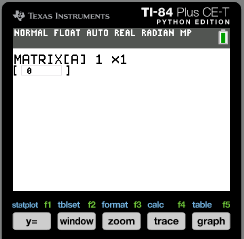 TEXAS INSTRUMENTS TI-84 Plus CE-T
PYTHON EDITION
NORMAL FLOAT AUTO REAL RADIAN MP
MATRIX[A] 1 ×1
[ 0 ]
statplot f1 tblset f2 format f3 calc f4 table f5
y= window zoom trace graph